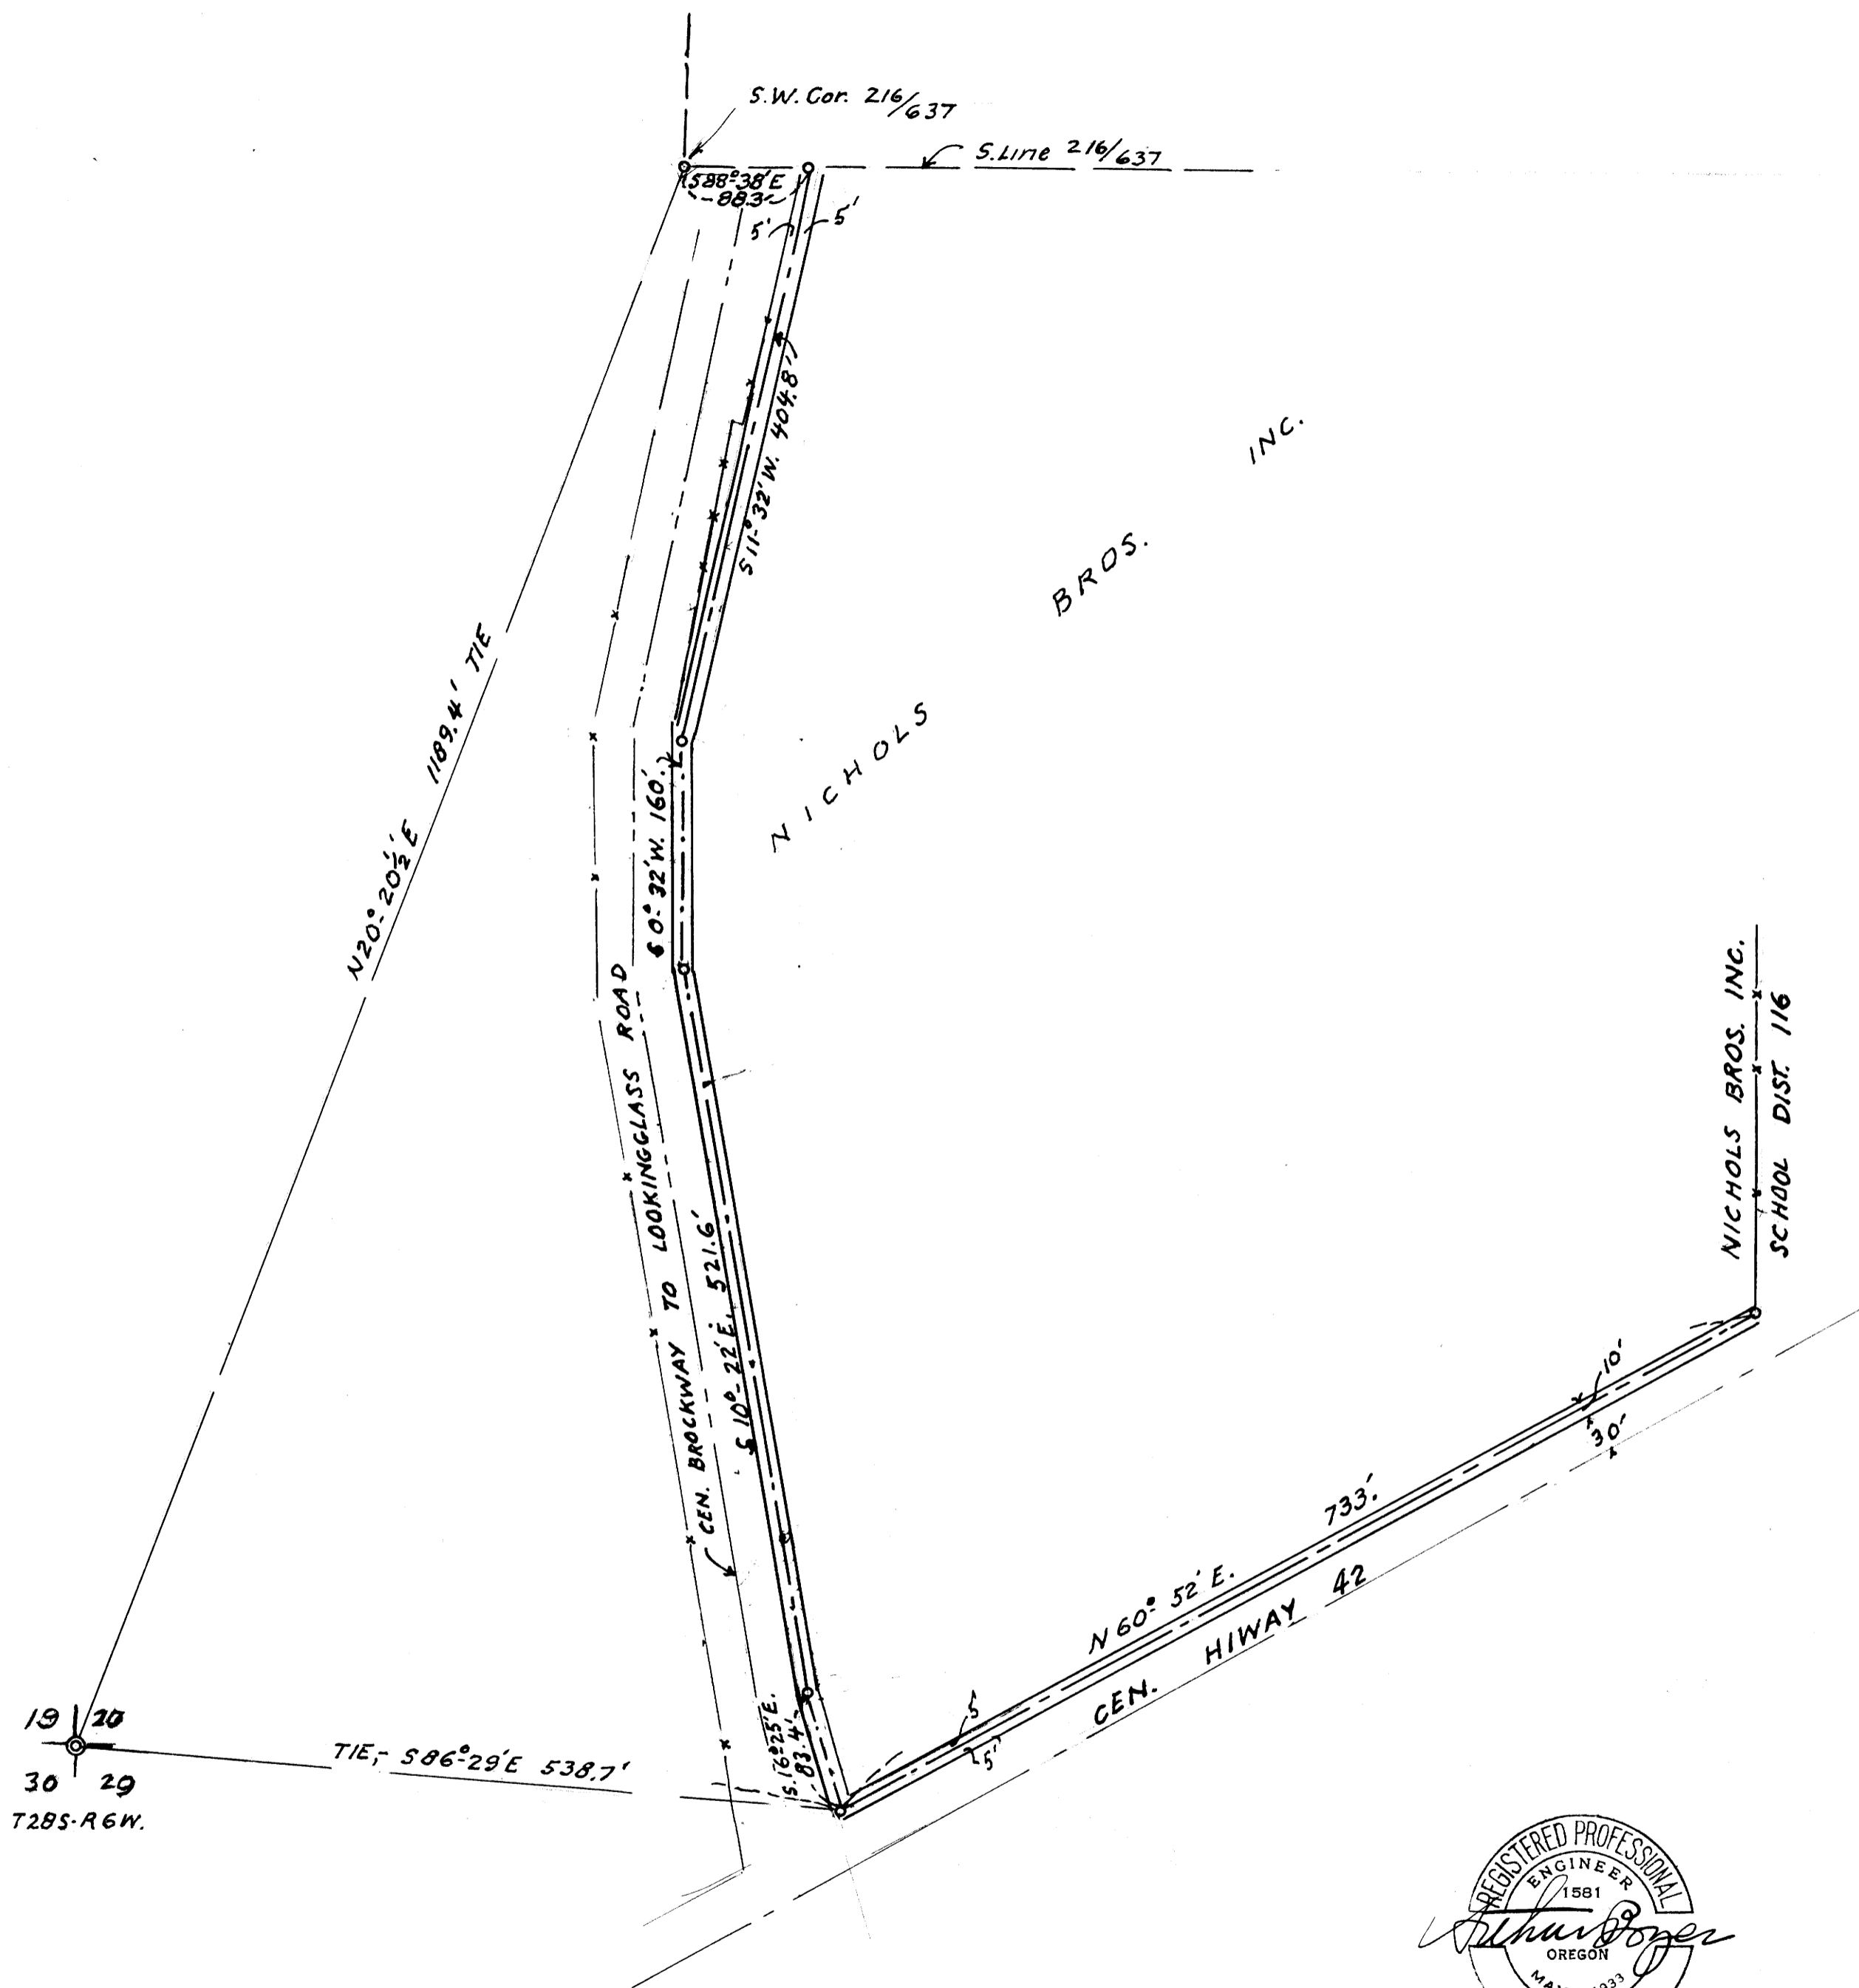 S.W. Cor. 216/637
S. Line 216/637
S88°-38'E
88.3'
5'
5'
S11°-32'W. 404.8'
INC.
BROS.
NICHOLS
1189.4' TIE
N20°-20½'E
S0°-32'W. 160.'
NICHOLS BROS. INC.
SCHOOL DIST. 116
CEN. BROCKWAY TO LOOKINGGLASS ROAD
S 10°-22'E. 521.6'
10'
30'
733.'
N 60°-52'E.
CEN. HIWAY 42
5'
5'
S.16°-25'E.
83.4'
19 20
30 29
T28S-R6W.
TIE,- S86°-29'E 538.7'
REGISTERED PROFESSIONAL
ENGINEER
1581
Arthur Boyer
OREGON